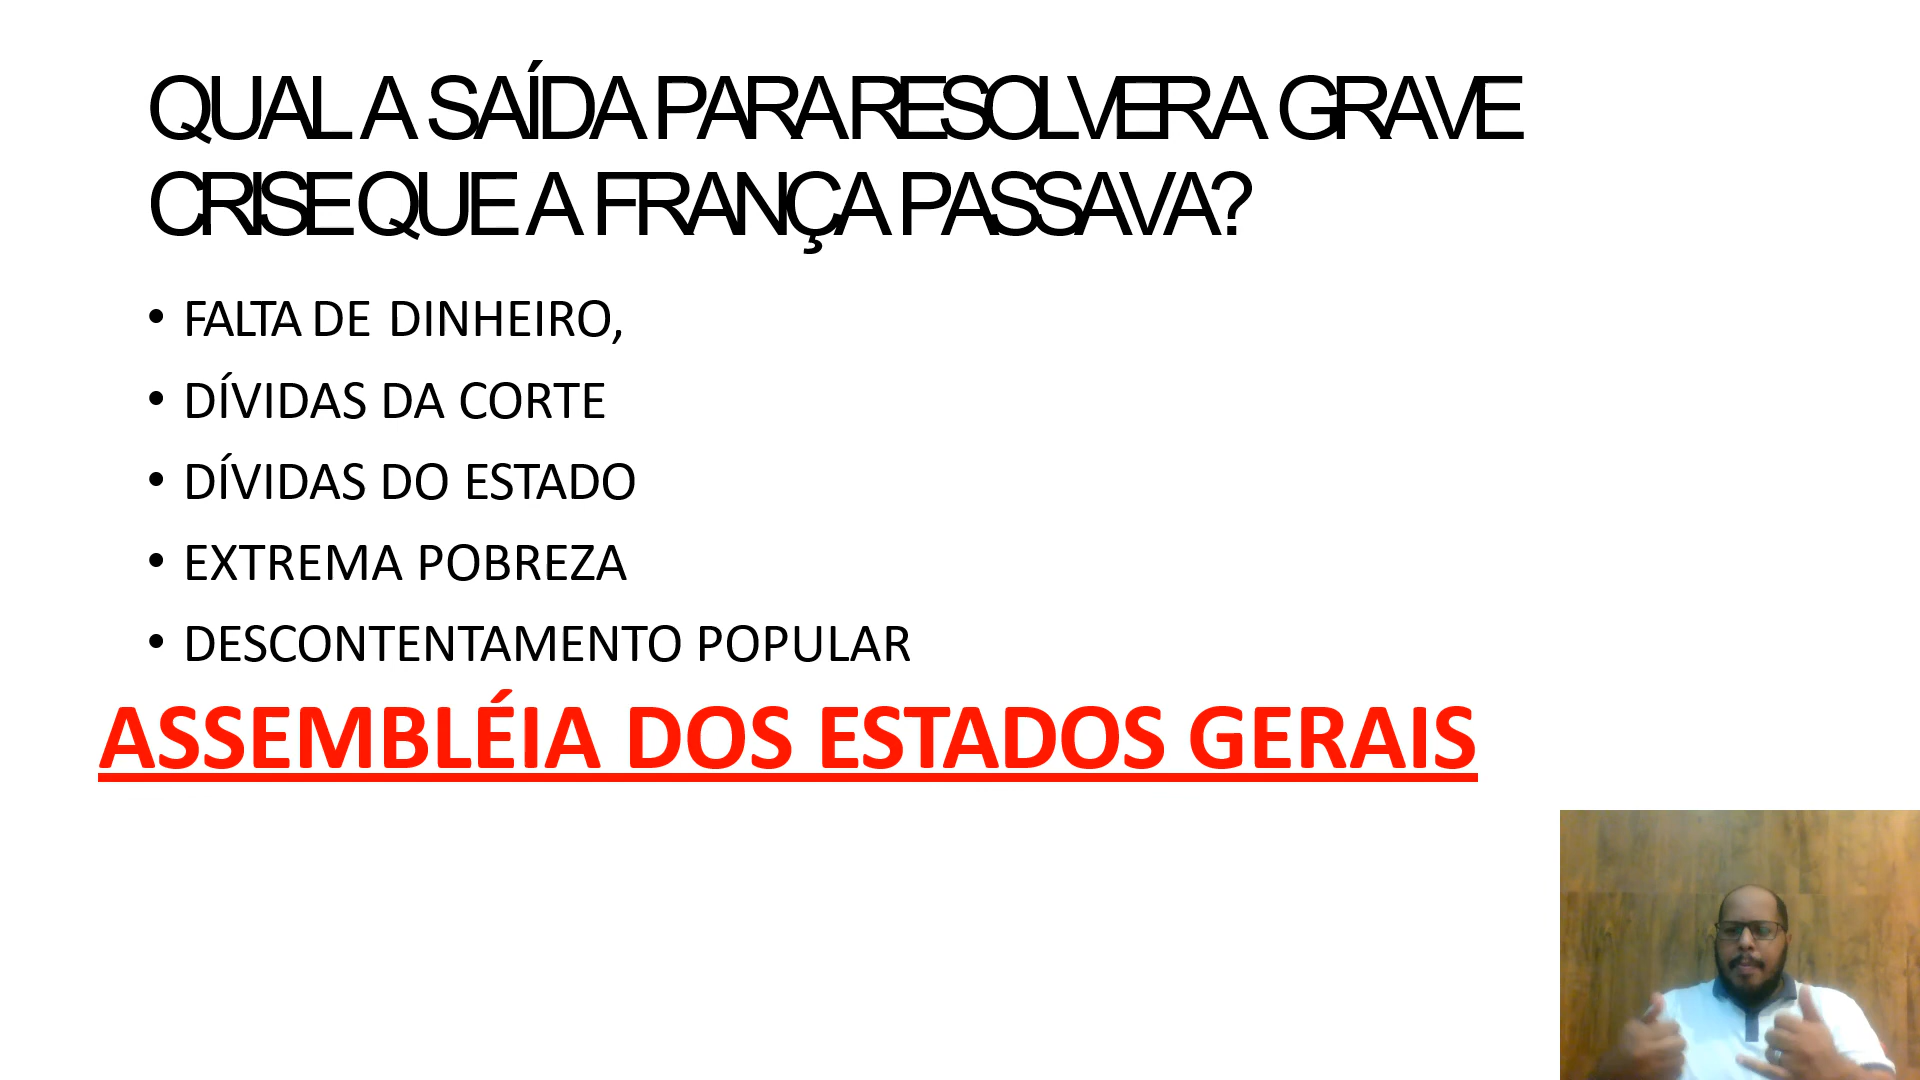 QUAL A SAÍDA PARA RESOLVER A GRAVE
CRISE QUE A FRANÇA PASSAVA?
• FALTA DE DINHEIRO,
• DÍVIDAS DA CORTE
• DÍVIDAS DO ESTADO
• EXTREMA POBREZA
• DESCONTENTAMENTO POPULAR
ASSEMBLÉIA DOS ESTADOS GERAIS